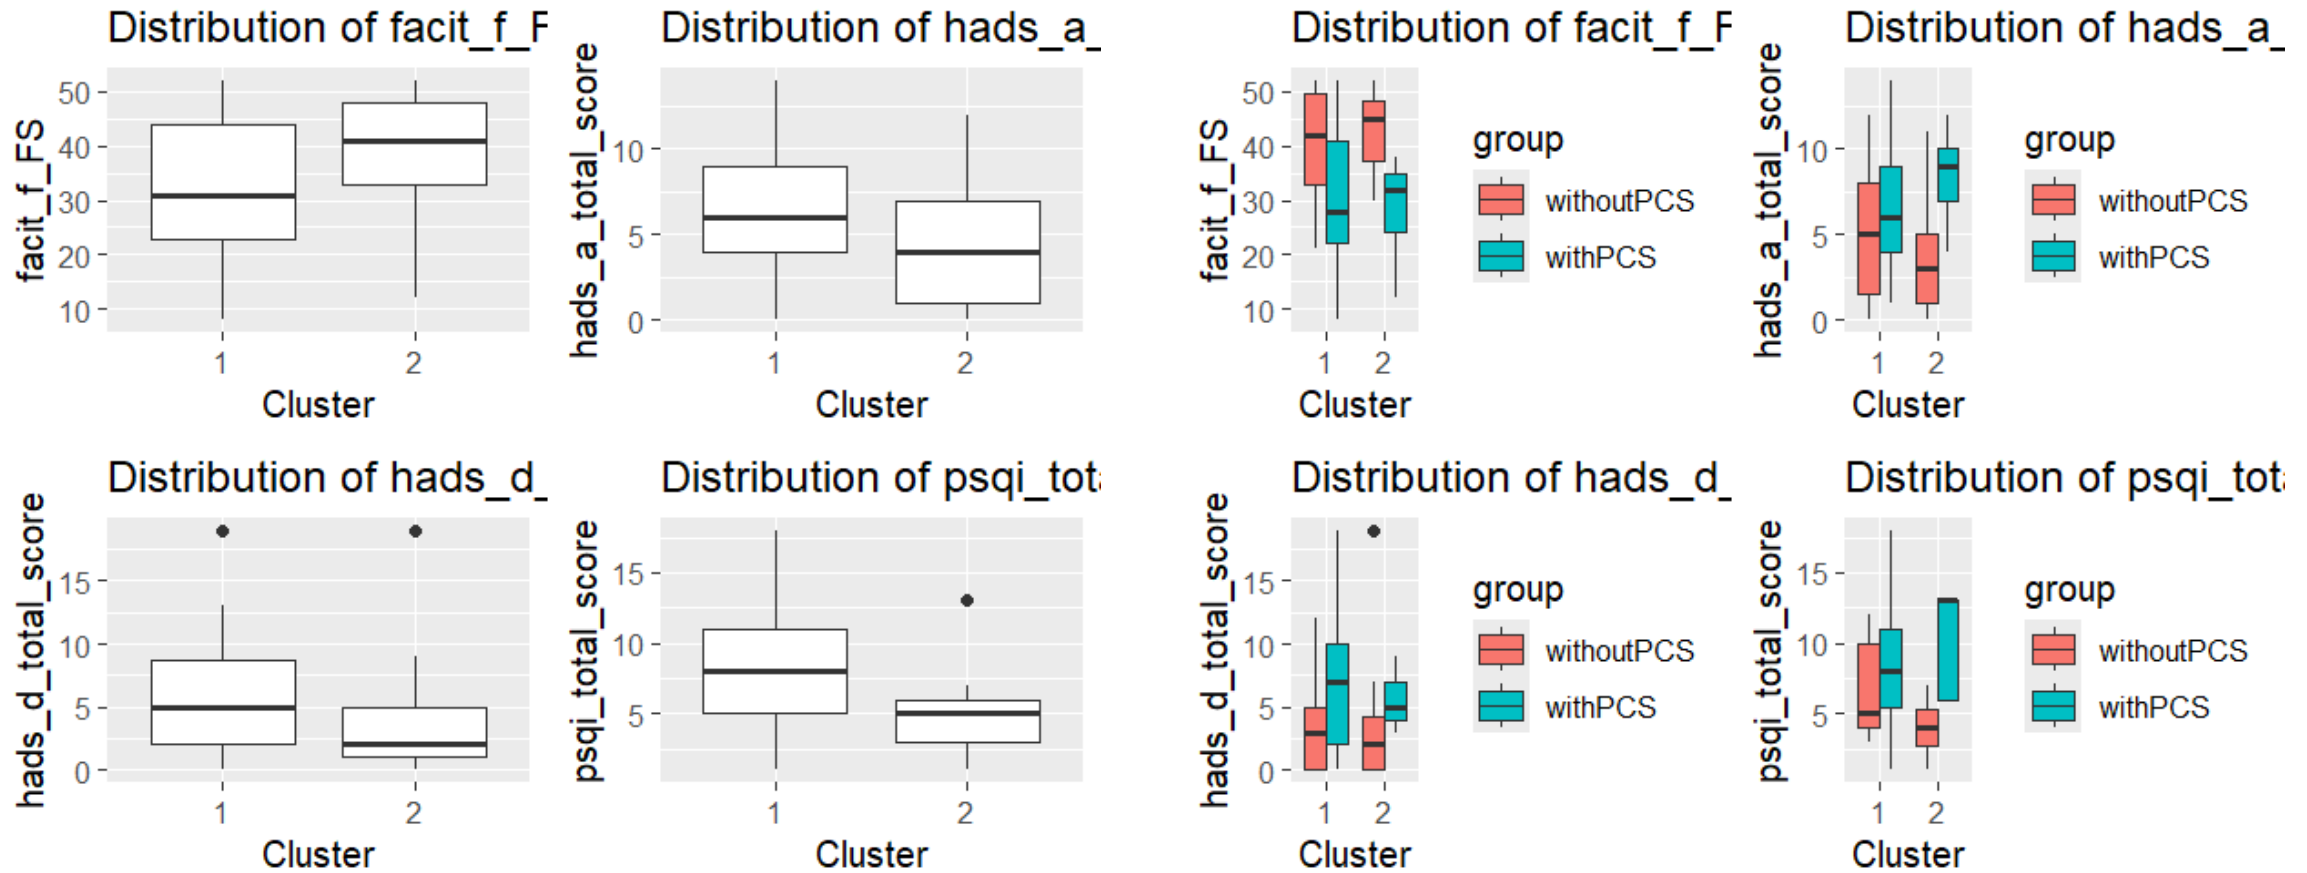 Distribution of facit_f_F
facit_f_FS
50
40
30
20
10
1
2
Cluster
Distribution of hads_a_
hads_a_total_score
10
5
0
1
2
Cluster
Distribution of facit_f_F
facit_f_FS
50
40
30
20
10
1
2
Cluster
group
withoutPCS
withPCS
Distribution of hads_a_
hads_a_total_score
10
5
0
1
2
Cluster
group
withoutPCS
withPCS
Distribution of hads_d_
hads_d_total_score
15
10
5
0
1
2
Cluster
Distribution of psqi_tot
psqi_total_score
15
10
5
1
2
Cluster
Distribution of hads_d_
hads_d_total_score
15
10
5
0
1
2
Cluster
group
withoutPCS
withPCS
Distribution of psqi_tot
psqi_total_score
15
10
5
1
2
Cluster
group
withoutPCS
withPCS